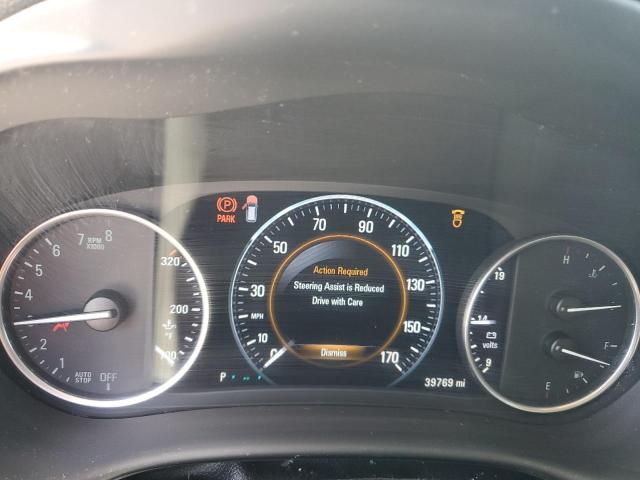 PARK
P
1 2 3 4 5 6 7 8
RPM
X1000
AUTO
STOP
OFF
320
200
°F
0 10 30 50 70 90 110 130 150 170
MPH
Action Required
Steering Assist is Reduced
Drive with Care
Dismiss
P
39769 mi
19
14
volts
9
H
F
E